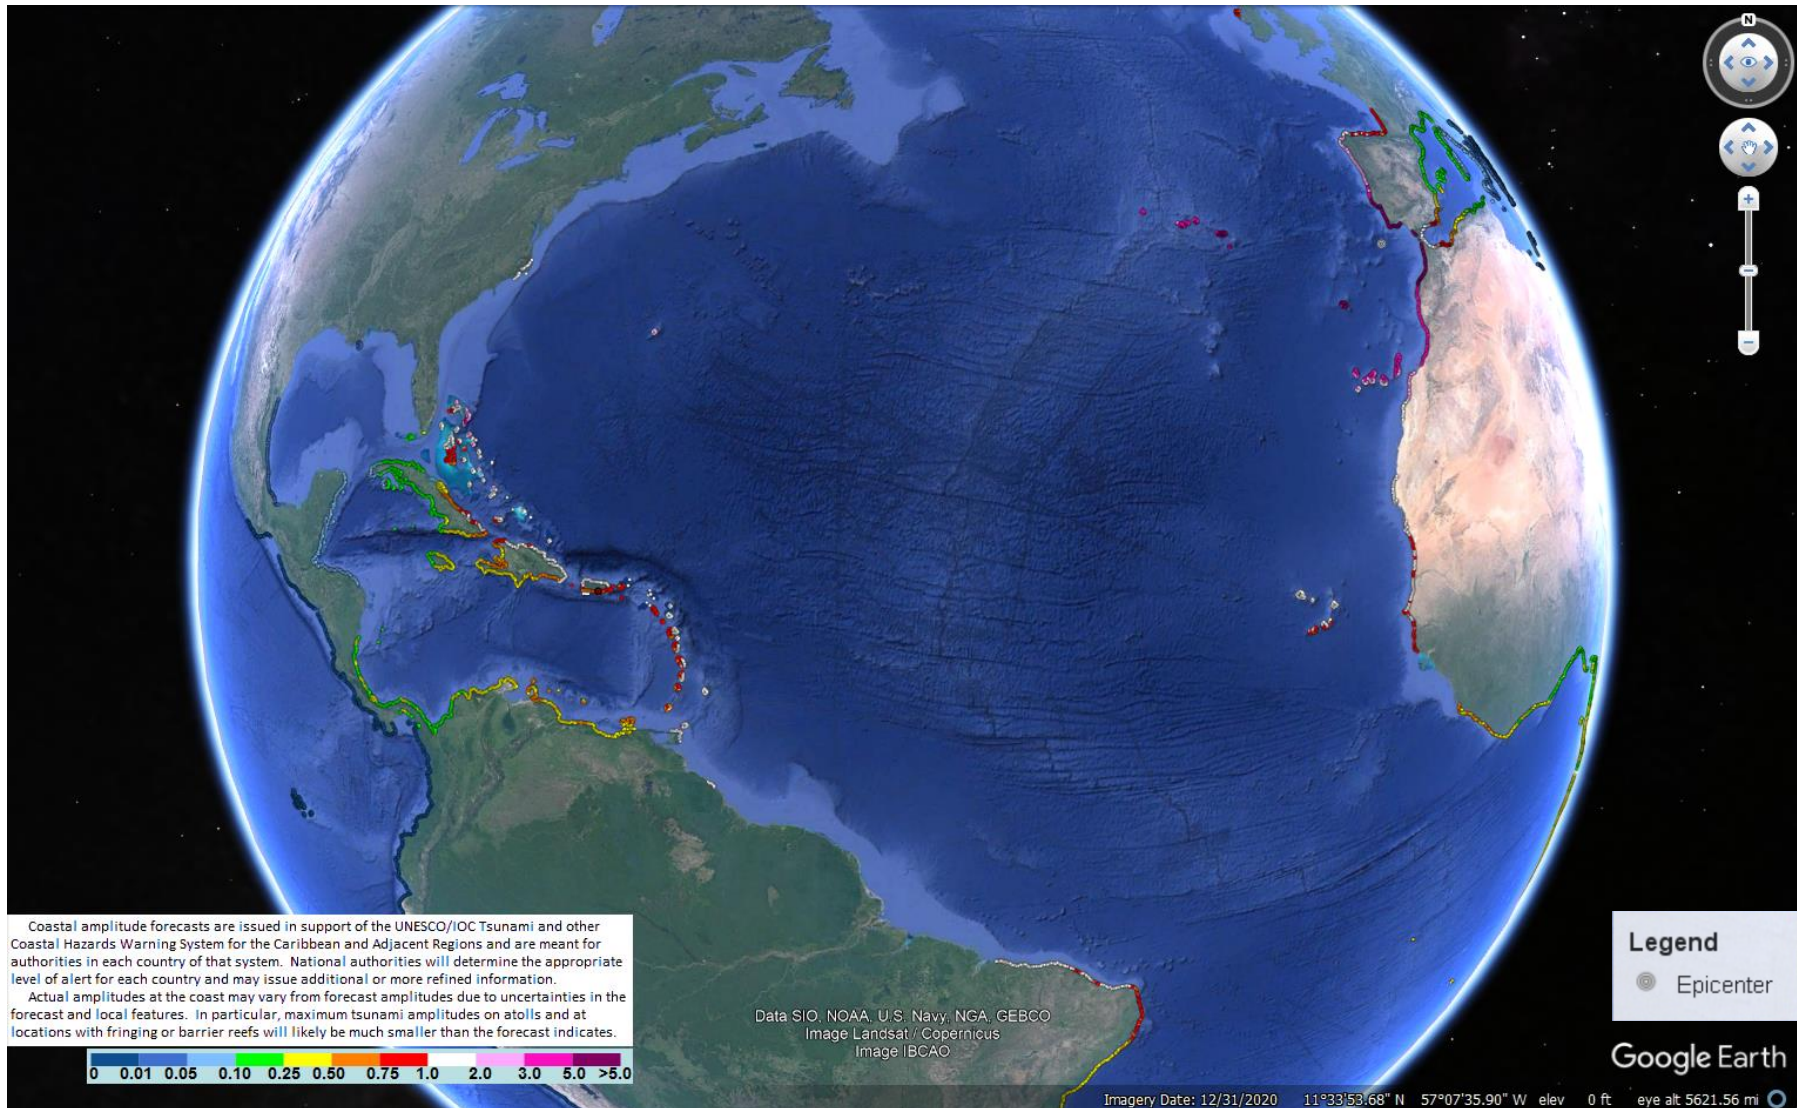 N
Coastal amplitude forecasts are issued in support of the UNESCO/IOC Tsunami and other
Coastal Hazards Warning System for the Caribbean and Adjacent Regions and are meant for
authorities in each country of that system. National authorities will determine the appropriate
level of alert for each country and may issue additional or more refined information.
Actual amplitudes at the coast may vary from forecast amplitudes due to uncertainties in the
forecast and local features. In particular, maximum tsunami amplitudes on atolls and at
locations with fringing or barrier reefs will likely be much smaller than the forecast indicates.
0 0.01 0.05 0.10 0.25 0.50 0.75 1.0 2.0 3.0 5.0 >5.0
Data SIO, NOAA, U.S. Navy, NGA, GEBCO
Image Landsat / Copernicus
Image IBCAO
Legend
Epicenter
Google Earth
Imagery Date: 12/31/2020 11°33'53.68" N 57°07'35.90" W elev 0 ft eye alt 5621.56 mi